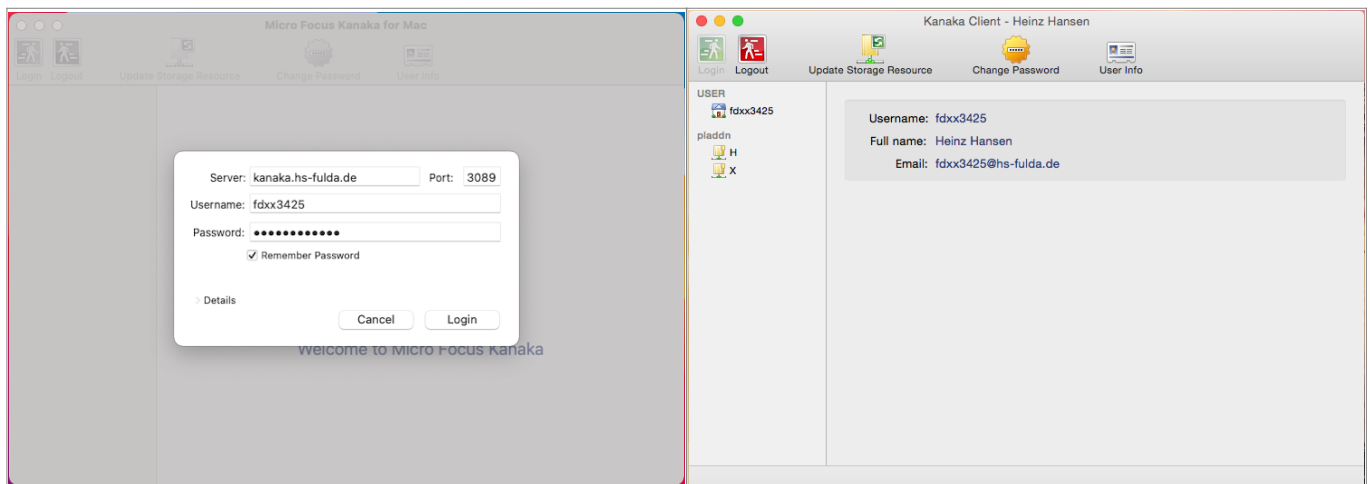 Micro Focus Kanaka for Mac
Login Logout Update Storage Resource Change Password User Info
Server: kanaka.hs-fulda.de Port: 3089
Username: fdxx3425
Password: ••••••••••••
Remember Password
Details
Cancel Login
Welcome to Micro Focus Kanaka
Kanaka Client - Heinz Hansen
Login Logout Update Storage Resource Change Password User Info
USER
fdxx3425
pladdn
H
X
Username: fdxx3425
Full name: Heinz Hansen
Email: fdxx3425@hs-fulda.de